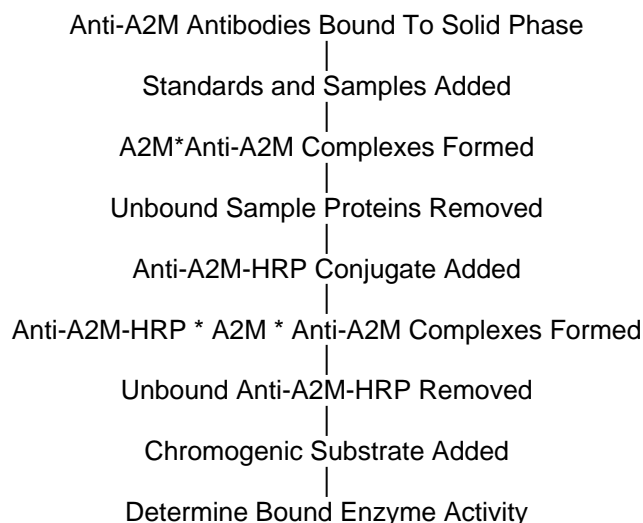 Anti-A2M Antibodies Bound To Solid Phase
Standards and Samples Added
A2M*Anti-A2M Complexes Formed
Unbound Sample Proteins Removed
Anti-A2M-HRP Conjugate Added
Anti-A2M-HRP * A2M * Anti-A2M Complexes Formed
Unbound Anti-A2M-HRP Removed
Chromogenic Substrate Added
Determine Bound Enzyme Activity